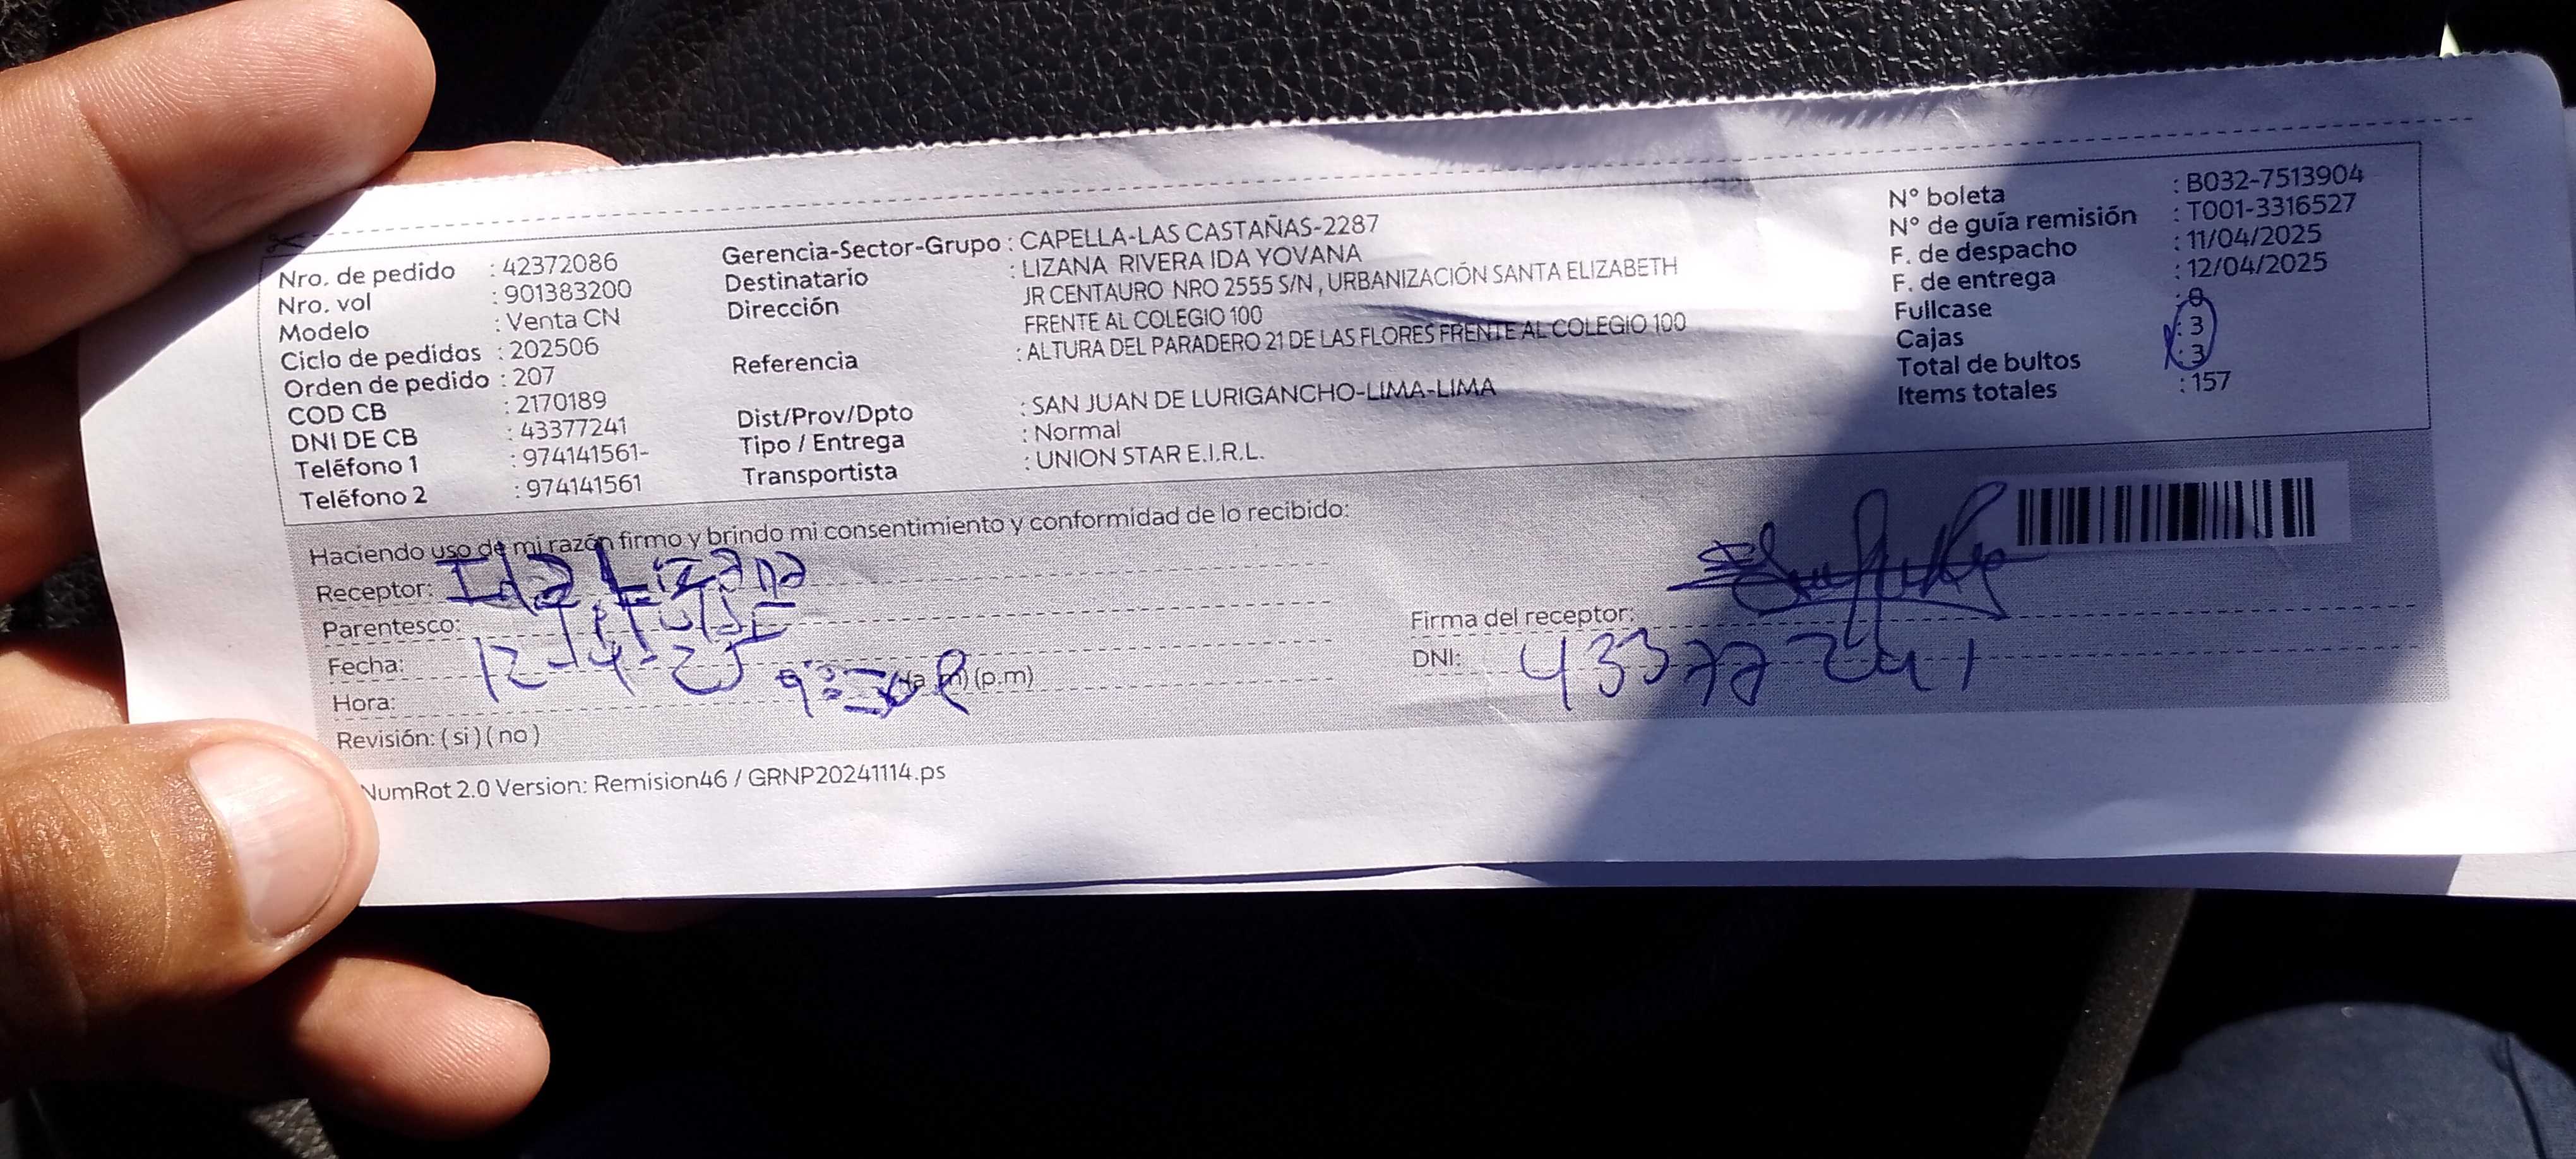 Nro. de pedido : 42372086
Nro. vol : 901383200
Modelo : Venta CN
Ciclo de pedidos : 202506
Orden de pedido : 207
COD CB : 2170189
DNI DE CB : 43377241
Teléfono 1 : 974141561-
Teléfono 2 : 974141561
Gerencia-Sector-Grupo : CAPELLA-LAS CASTAÑAS-2287
Destinatario : LIZANA RIVERA IDA YOVANA
Dirección JR CENTAURO NRO 2555 S/N , URBANIZACIÓN SANTA ELIZABETH
FRENTE AL COLEGIO 100
Referencia : ALTURA DEL PARADERO 21 DE LAS FLORES FRENTE AL COLEGIO 100
Dist/Prov/Dpto : SAN JUAN DE LURIGANCHO-LIMA-LIMA
Tipo / Entrega : Normal
Transportista : UNION STAR E.I.R.L.
N° boleta : B032-7513904
N° de guía remisión : T001-3316527
F. de despacho : 11/04/2025
F. de entrega : 12/04/2025
Fullcase : 0
Cajas : 3
Total de bultos : 3
Items totales : 157
Haciendo uso de mi razón firmo y brindo mi consentimiento y conformidad de lo recibido:
Receptor: Ida Lizana
Parentesco:
Fecha: 12-4-25
Hora: (a.m) (p.m)
Revisión: ( si ) ( no )
Firma del receptor:
DNI: 43377241
NumRot 2.0 Version: Remision46 / GRNP20241114.ps